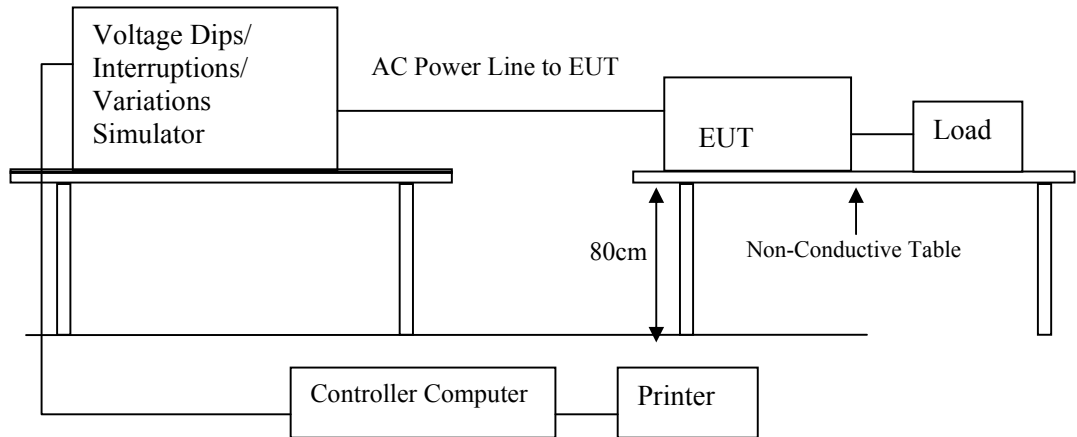 Voltage Dips/
Interruptions/
Variations
Simulator
AC Power Line to EUT
EUT
Load
80cm
Non-Conductive Table
Controller Computer
Printer